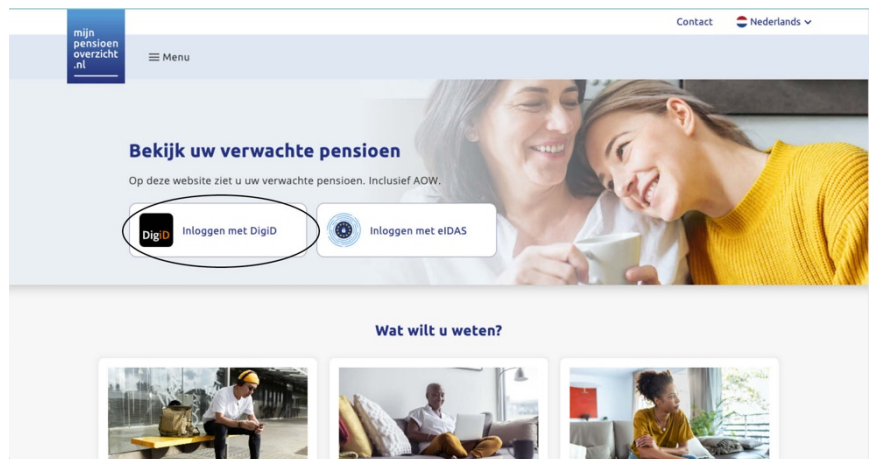 Contact
Nederlands
mijn
pensioen
overzicht
.nl
Menu
Bekijk uw verwachte pensioen
Op deze website ziet u uw verwachte pensioen. Inclusief AOW.
DigiD
Inloggen met DigiD
Inloggen met eIDAS
Wat wilt u weten?